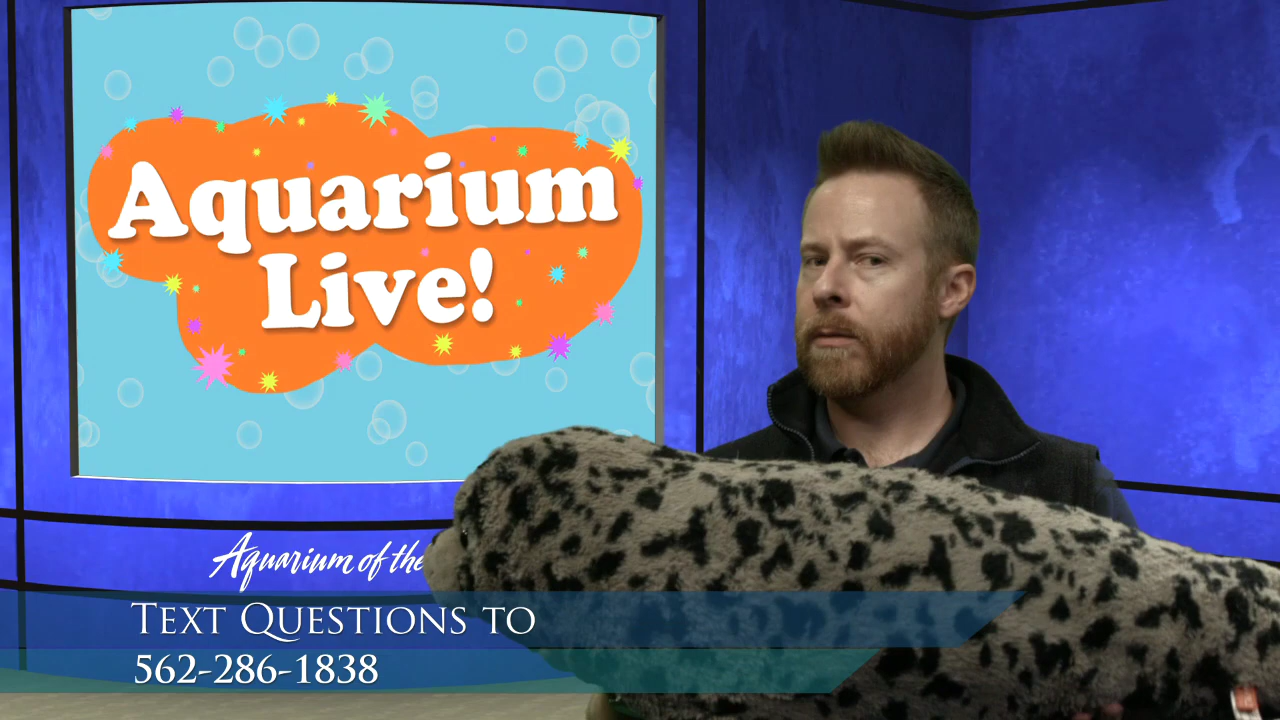 Aquarium
Live!
Aquarium of the
Text Questions to
562-286-1838